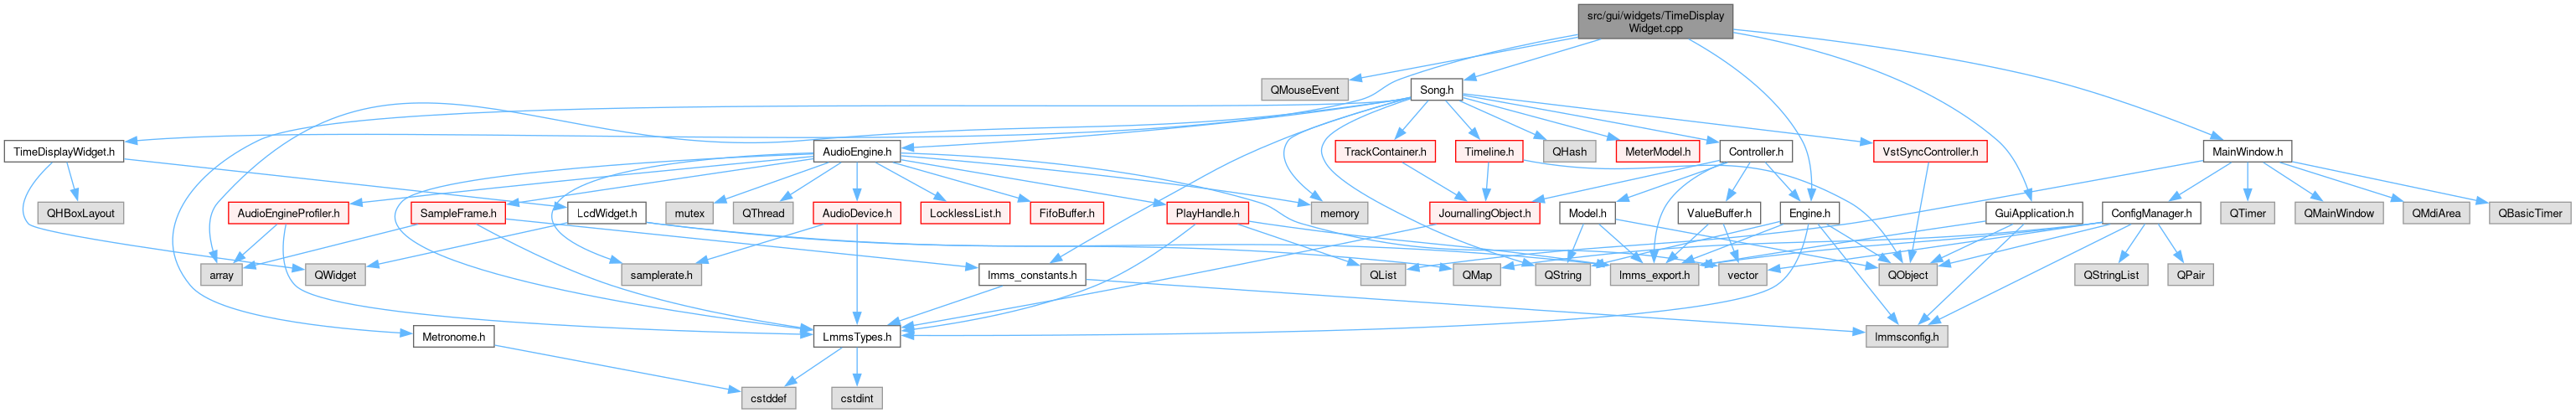 src/gui/widgets/TimeDisplay
Widget.cpp
QMouseEvent
Song.h
TimeDisplayWidget.h
AudioEngine.h
TrackContainer.h
Timeline.h
QHash
MeterModel.h
Controller.h
VstSyncController.h
MainWindow.h
QHBoxLayout
AudioEngineProfiler.h
SampleFrame.h
LcdWidget.h
mutex
QThread
AudioDevice.h
LocklessList.h
FifoBuffer.h
PlayHandle.h
memory
JournallingObject.h
Model.h
ValueBuffer.h
Engine.h
GuiApplication.h
ConfigManager.h
QTimer
QMainWindow
QMdiArea
QBasicTimer
array
QWidget
samplerate.h
lmms_constants.h
QList
QMap
QString
lmms_export.h
vector
QObject
QStringList
QPair
Metronome.h
LmmsTypes.h
lmmsconfig.h
cstddef
cstdint